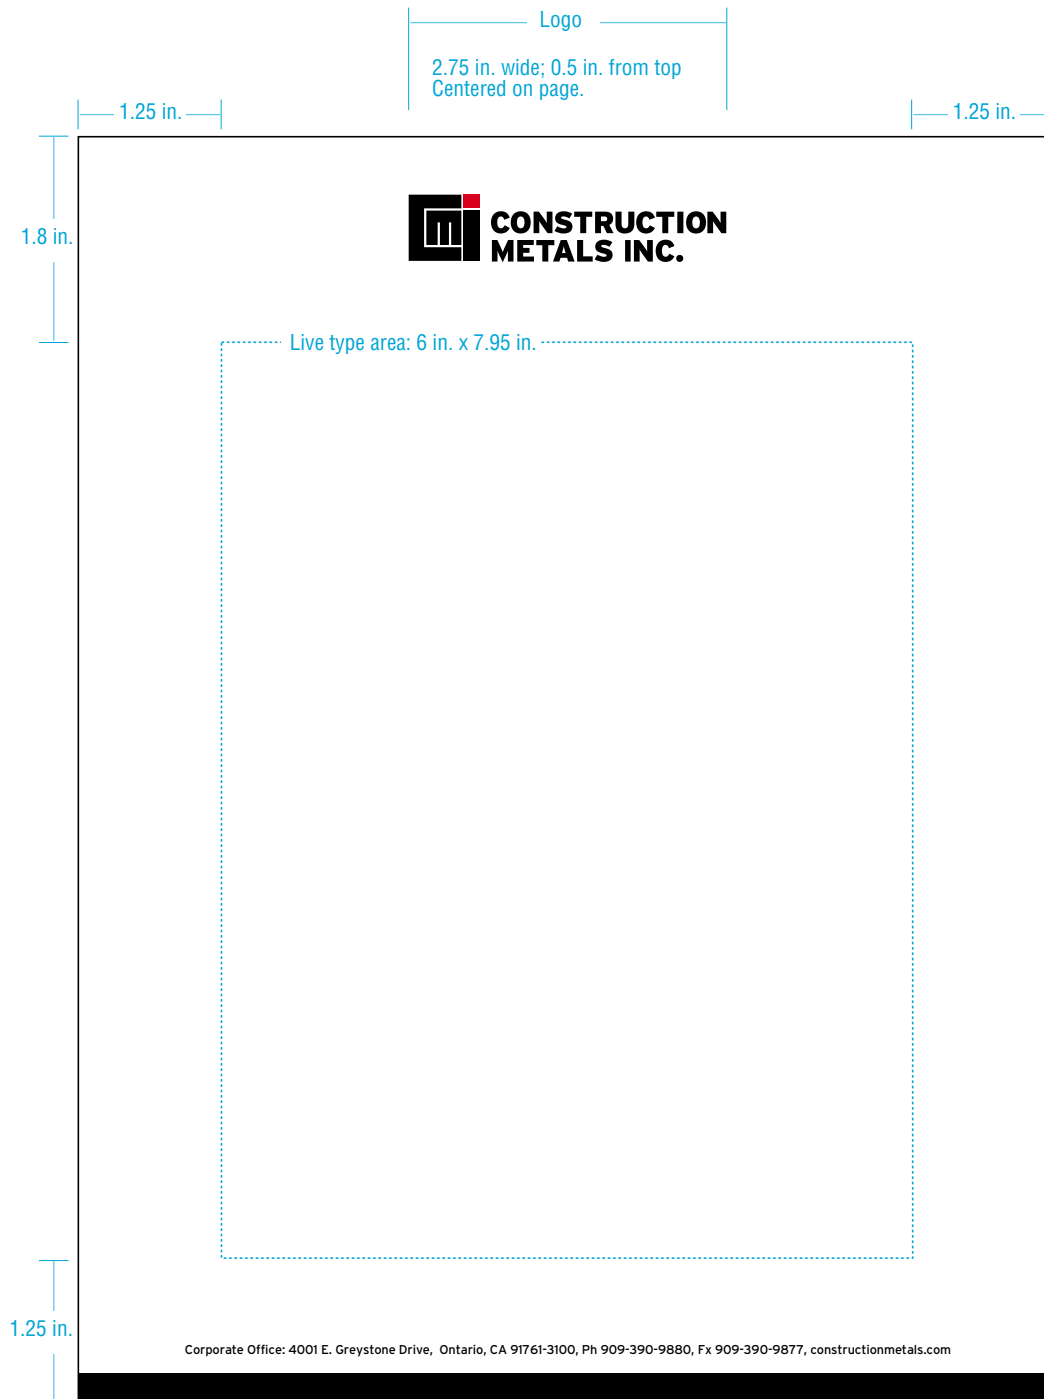 Logo
2.75 in. wide; 0.5 in. from top
Centered on page.
1.25 in.
1.25 in.
1.8 in.
CONSTRUCTION
METALS INC.
Live type area: 6 in. x 7.95 in.
1.25 in.
Corporate Office: 4001 E. Greystone Drive,  Ontario, CA 91761-3100, Ph 909-390-9880, Fx 909-390-9877, constructionmetals.com